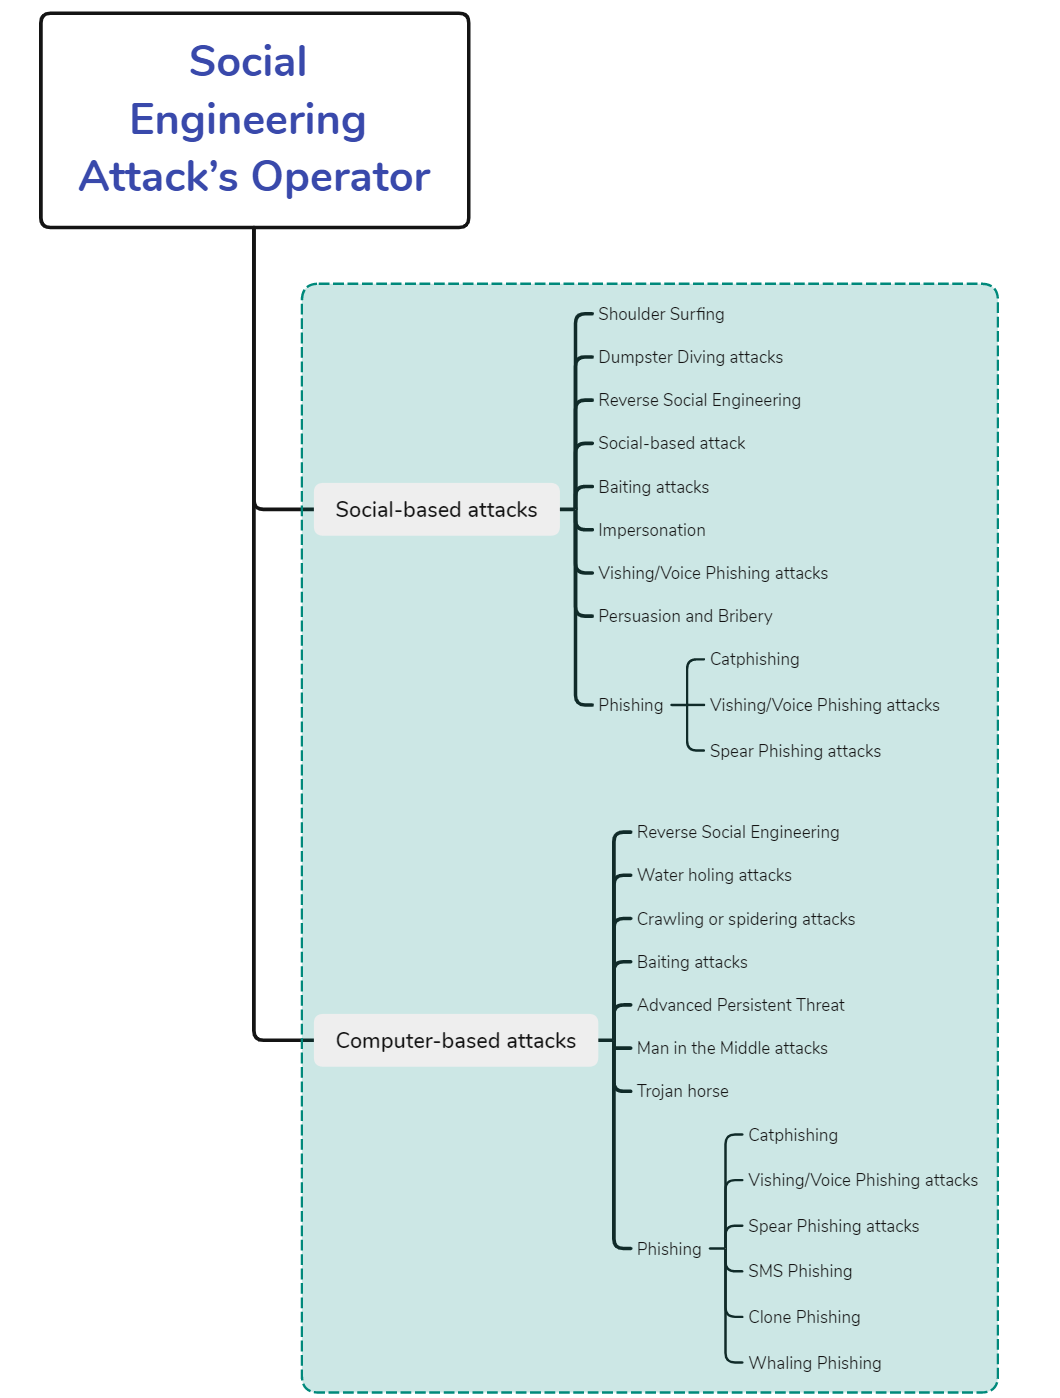 Social
Engineering
Attack’s Operator
Shoulder Surfing
Dumpster Diving attacks
Reverse Social Engineering
Social-based attack
Baiting attacks
Social-based attacks
Impersonation
Vishing/Voice Phishing attacks
Persuasion and Bribery
Catphishing
Phishing
Vishing/Voice Phishing attacks
Spear Phishing attacks
Reverse Social Engineering
Water holing attacks
Crawling or spidering attacks
Baiting attacks
Advanced Persistent Threat
Computer-based attacks
Man in the Middle attacks
Trojan horse
Catphishing
Vishing/Voice Phishing attacks
Spear Phishing attacks
Phishing
SMS Phishing
Clone Phishing
Whaling Phishing